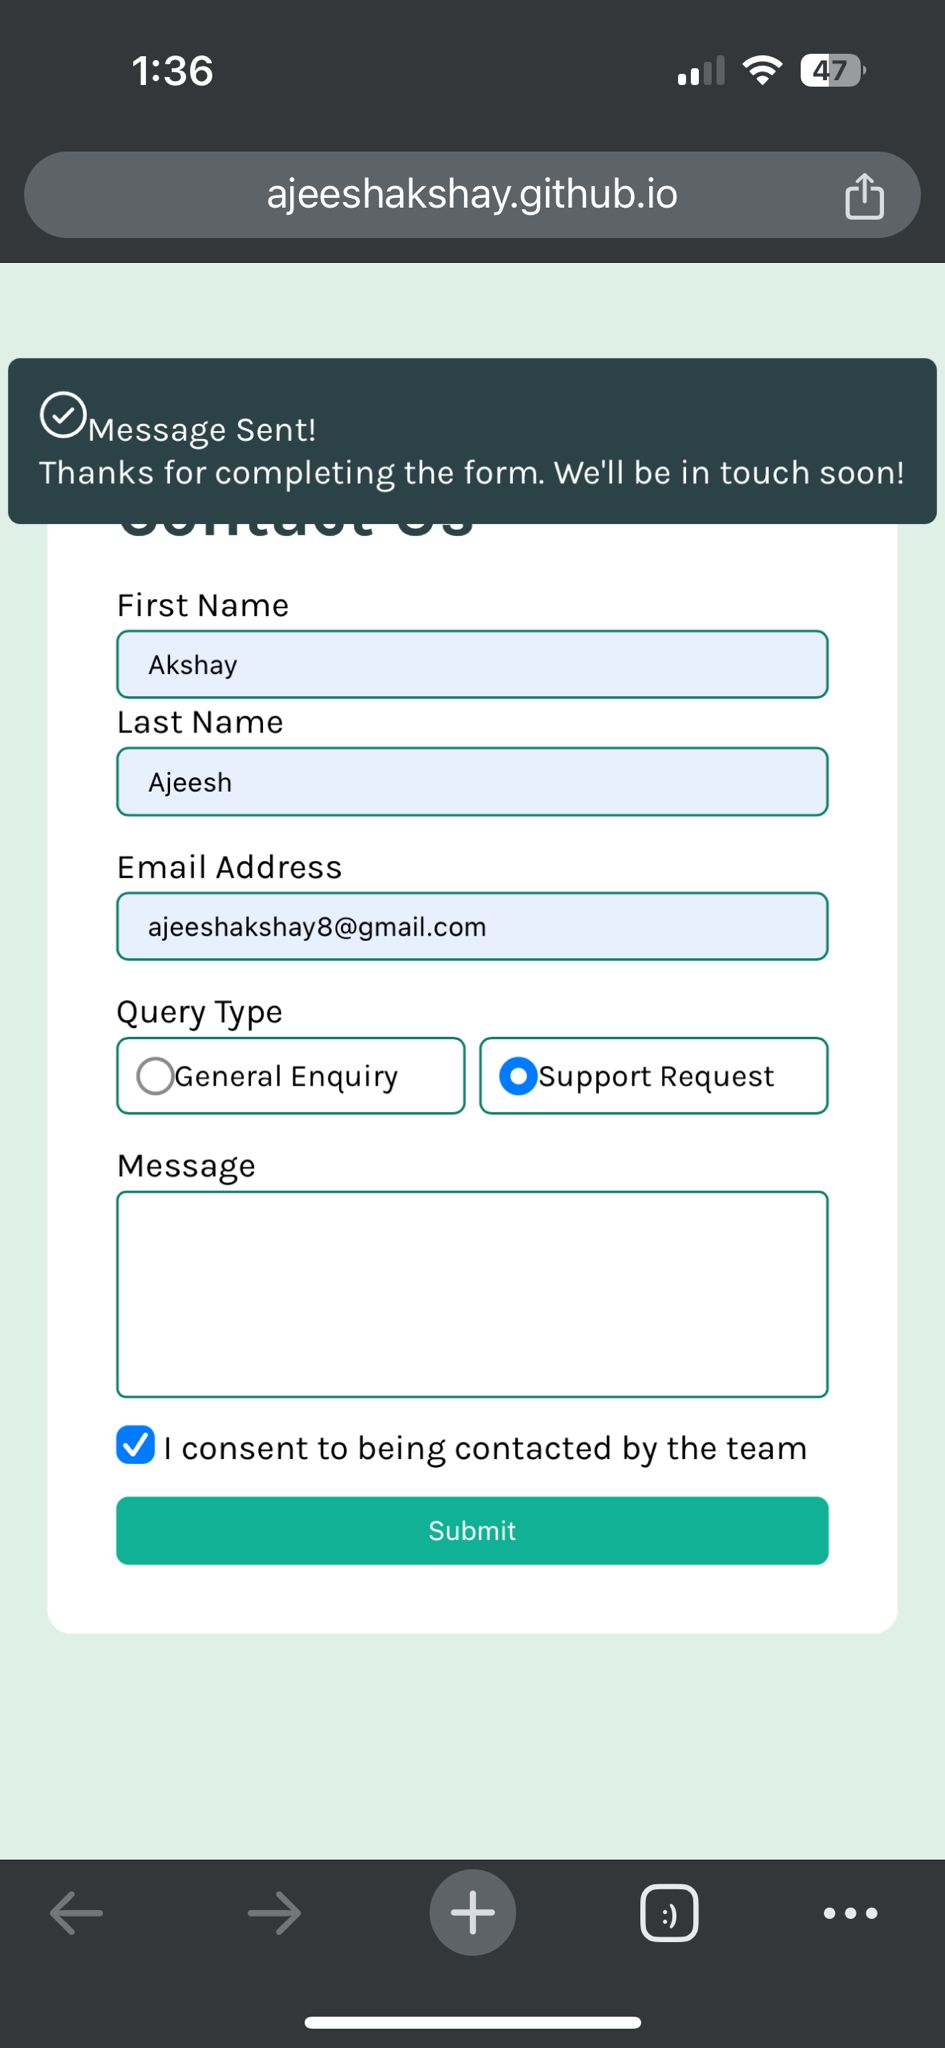 1:36
47
ajeeshakshay.github.io
Message Sent!
Thanks for completing the form. We'll be in touch soon!
Contact Us
First Name
Akshay
Last Name
Ajeesh
Email Address
ajeeshakshay8@gmail.com
Query Type
General Enquiry
Support Request
Message
I consent to being contacted by the team
Submit
:)